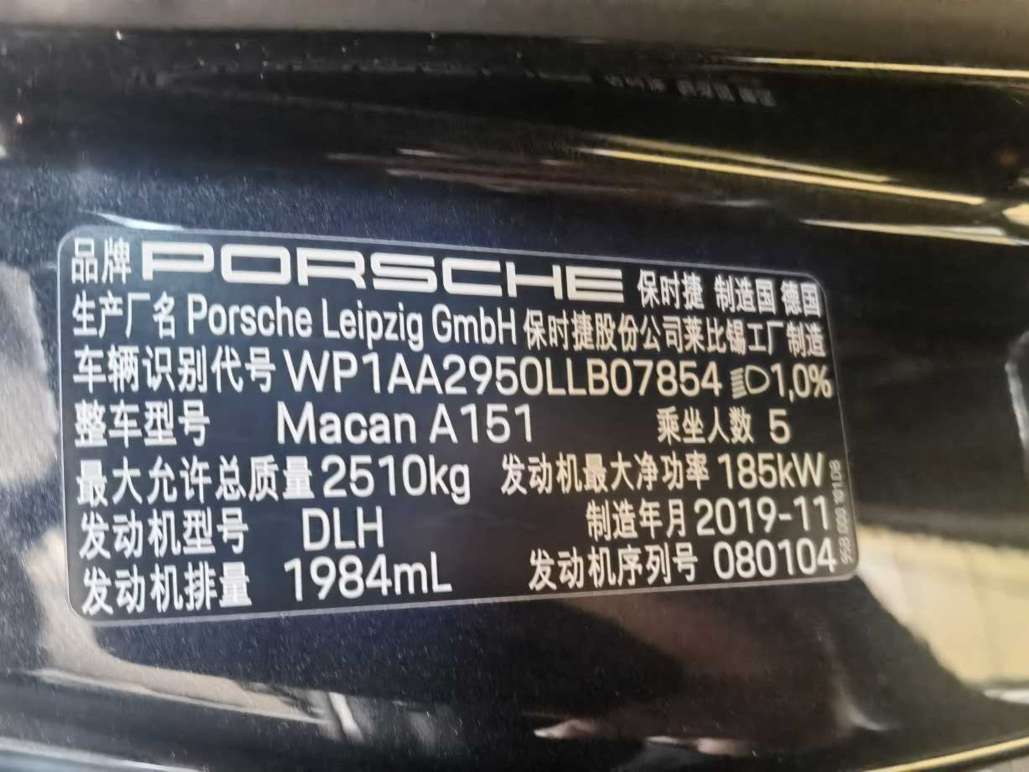 品牌 PORSCHE 保时捷 制造国 德国
生产厂名 Porsche Leipzig GmbH 保时捷股份公司莱比锡工厂制造
车辆识别代号 WP1AA2950LLB07854 1,0%
整车型号 Macan A151 乘坐人数 5
最大允许总质量 2510kg 发动机最大净功率 185kW
发动机型号 DLH 制造年月 2019-11
发动机排量 1984mL 发动机序列号 080104